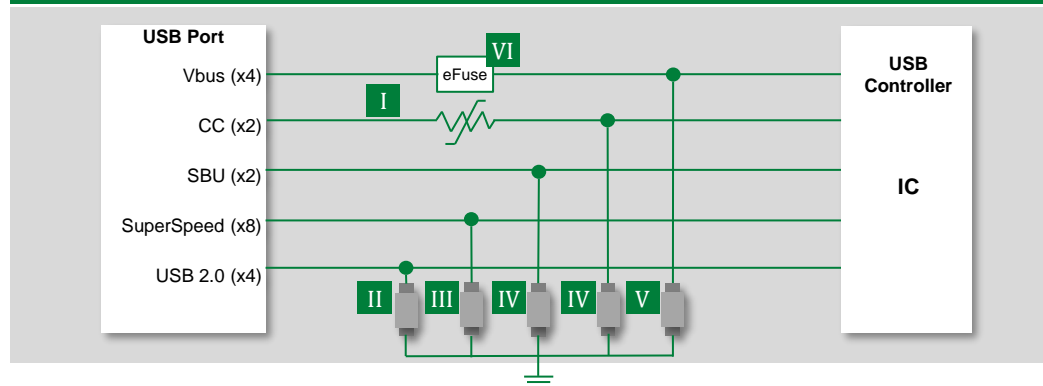 USB Port
Vbus (x4)
CC (x2)
SBU (x2)
SuperSpeed (x8)
USB 2.0 (x4)
VI
eFuse
I
II
III
IV
IV
V
USB
Controller
IC